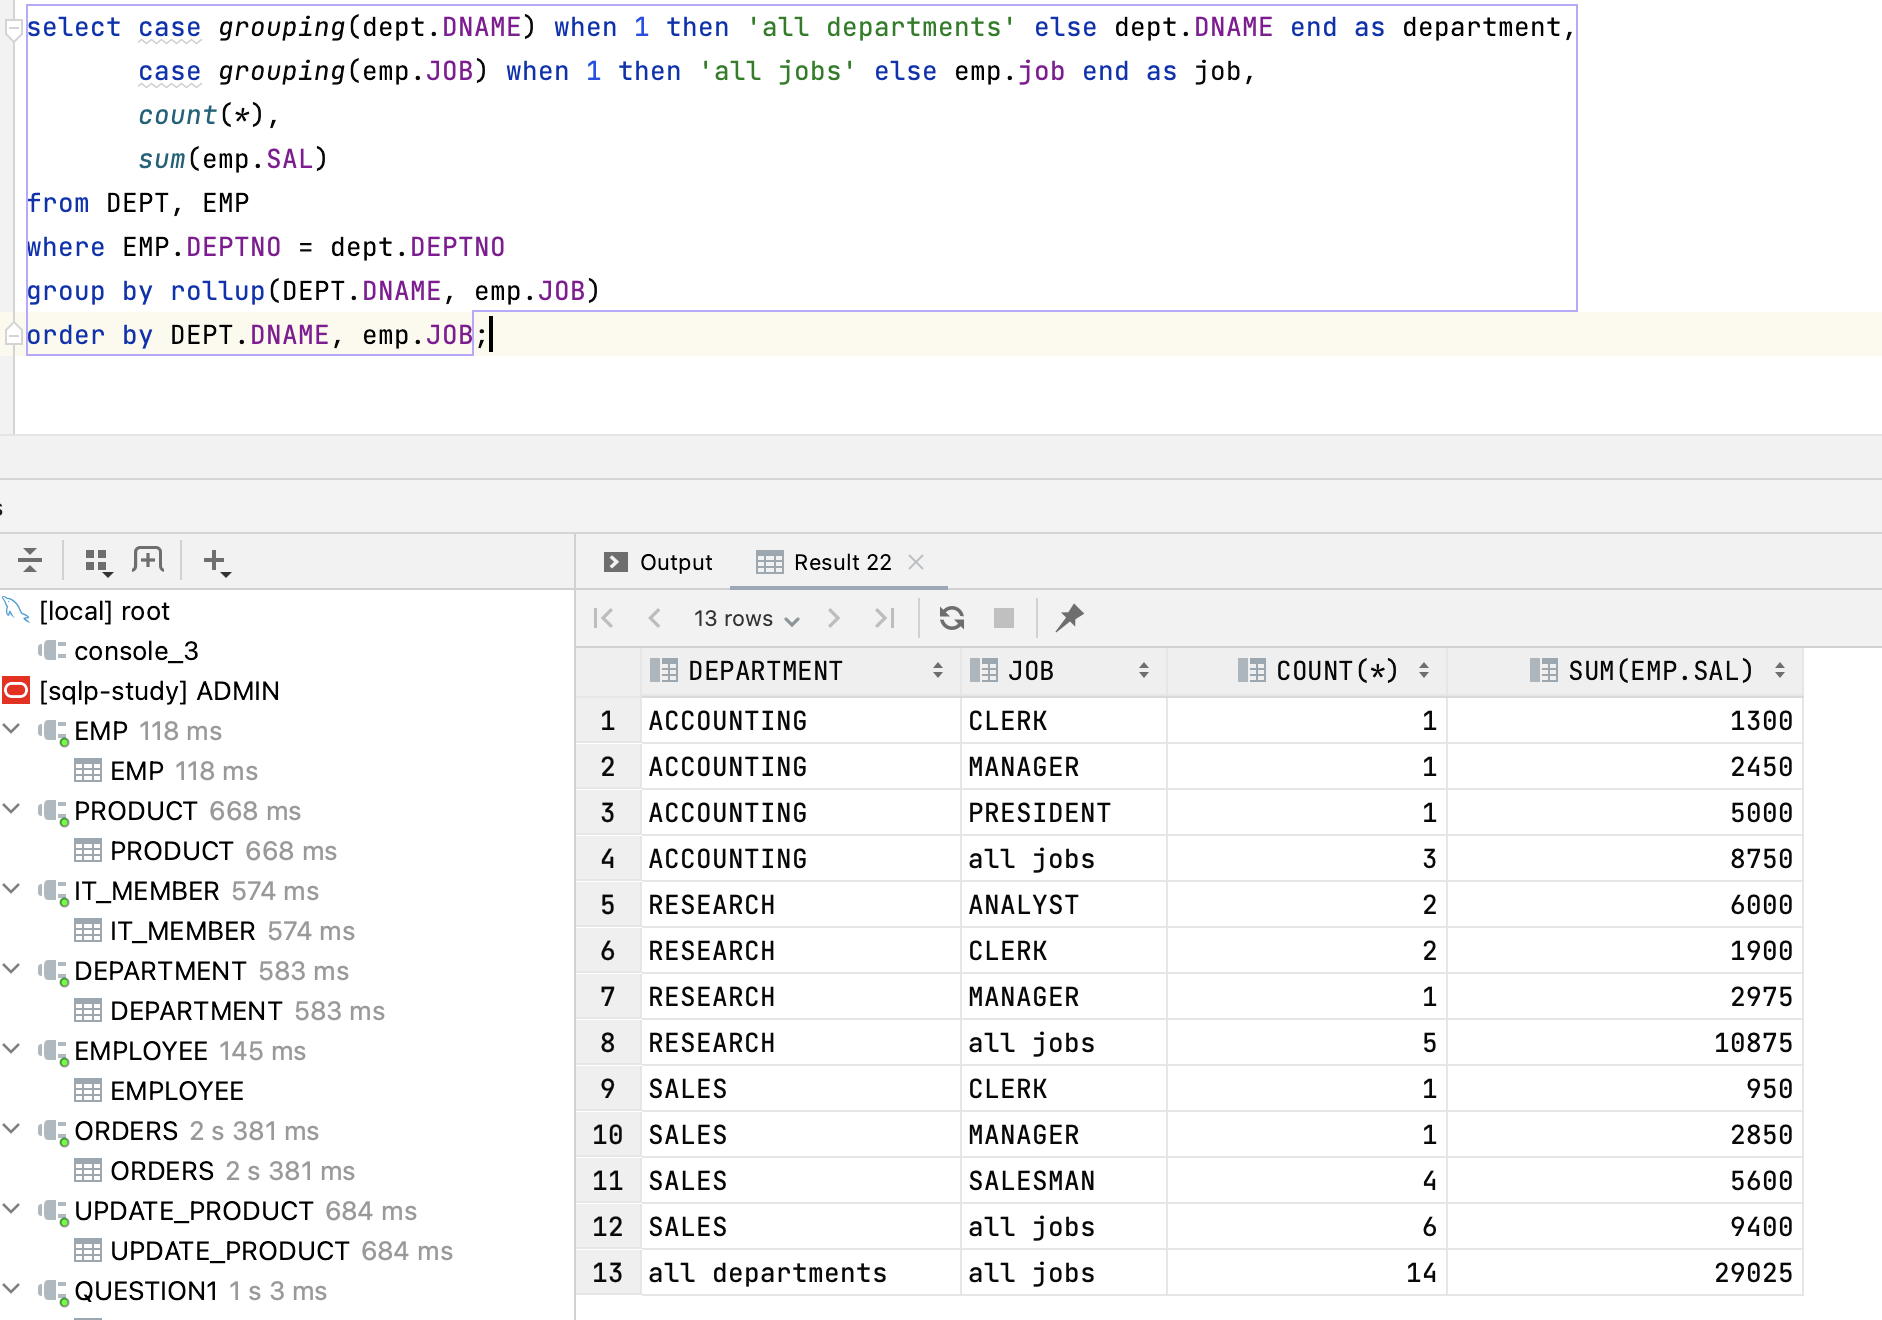 select case grouping(dept.DNAME) when 1 then 'all departments' else dept.DNAME end as department,
case grouping(emp.JOB) when 1 then 'all jobs' else emp.job end as job,
count(*),
sum(emp.SAL)
from DEPT, EMP
where EMP.DEPTNO = dept.DEPTNO
group by rollup(DEPT.DNAME, emp.JOB)
order by DEPT.DNAME, emp.JOB;
s
[local] root
console_3
[sqlp-study] ADMIN
EMP 118 ms
EMP 118 ms
PRODUCT 668 ms
PRODUCT 668 ms
IT_MEMBER 574 ms
IT_MEMBER 574 ms
DEPARTMENT 583 ms
DEPARTMENT 583 ms
EMPLOYEE 145 ms
EMPLOYEE
ORDERS 2 s 381 ms
ORDERS 2 s 381 ms
UPDATE_PRODUCT 684 ms
UPDATE_PRODUCT 684 ms
QUESTION1 1 s 3 ms
Output Result 22
13 rows
DEPARTMENT JOB COUNT(*) SUM(EMP.SAL)
1 ACCOUNTING CLERK 1 1300
2 ACCOUNTING MANAGER 1 2450
3 ACCOUNTING PRESIDENT 1 5000
4 ACCOUNTING all jobs 3 8750
5 RESEARCH ANALYST 2 6000
6 RESEARCH CLERK 2 1900
7 RESEARCH MANAGER 1 2975
8 RESEARCH all jobs 5 10875
9 SALES CLERK 1 950
10 SALES MANAGER 1 2850
11 SALES SALESMAN 4 5600
12 SALES all jobs 6 9400
13 all departments all jobs 14 29025